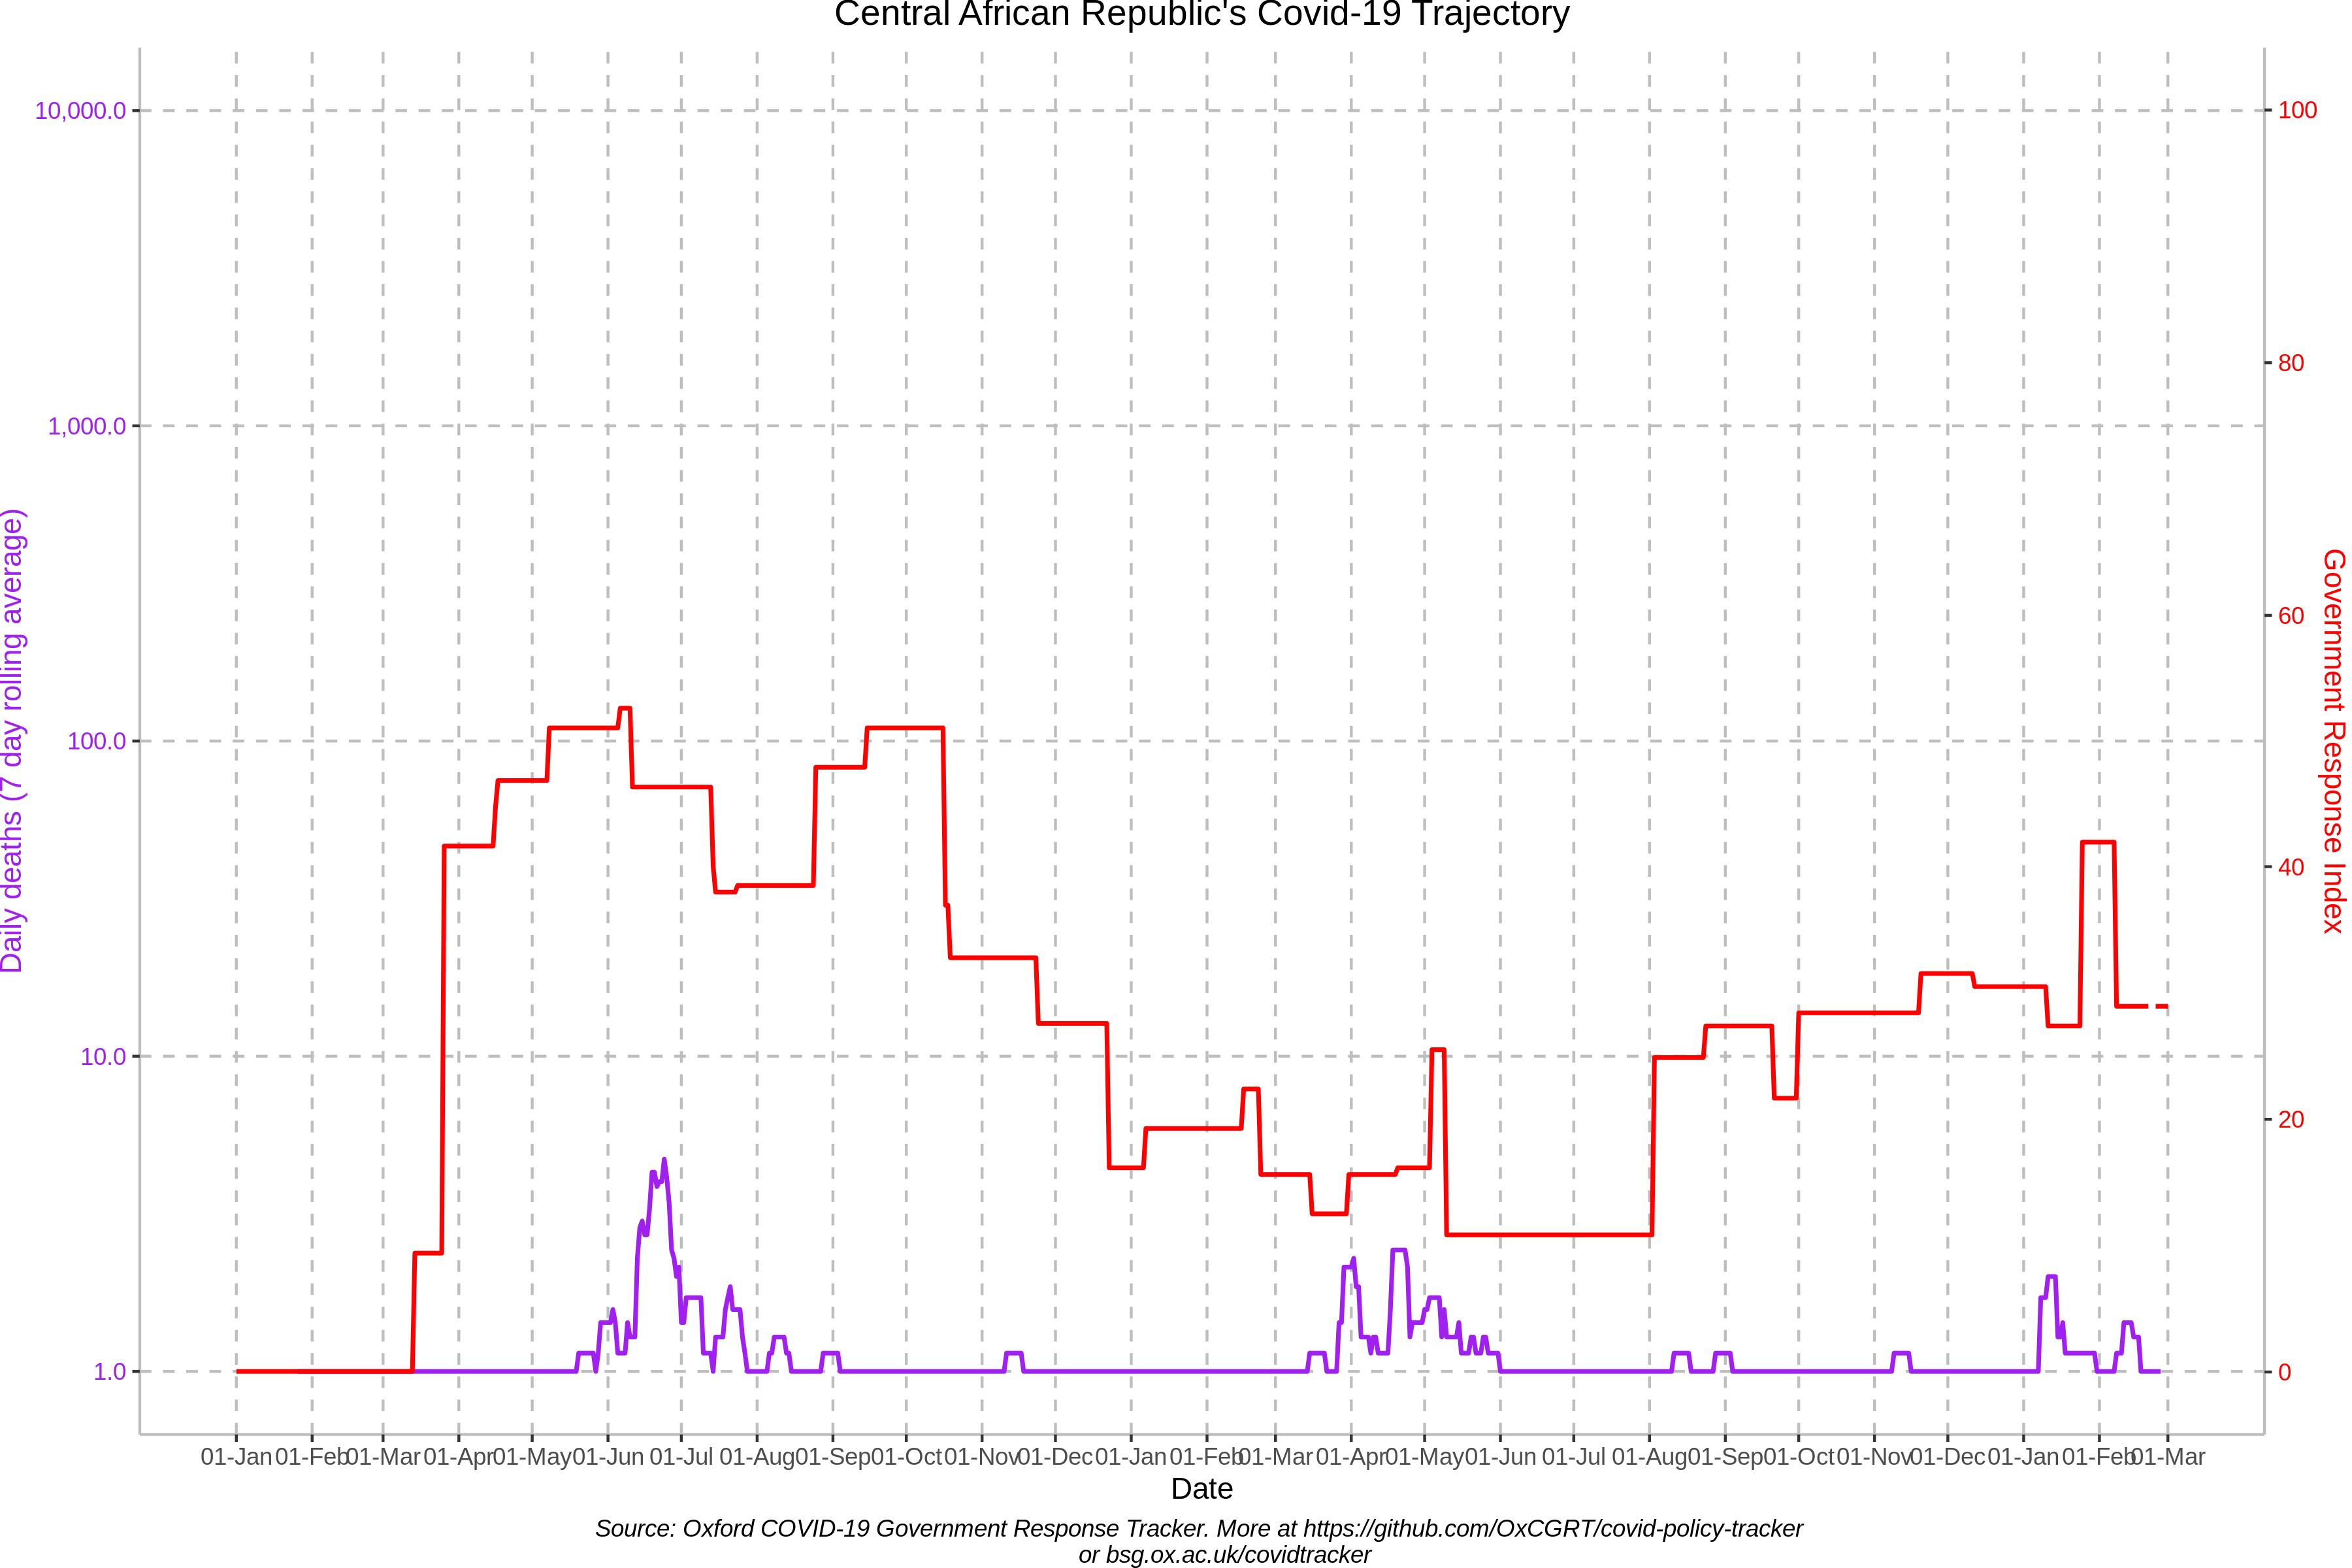 Central African Republic's Covid-19 Trajectory
10,000.0
1,000.0
100.0
10.0
1.0
Daily deaths (7 day rolling average)
100
80
60
40
20
0
Government Response Index
01-Jan 01-Feb 01-Mar 01-Apr 01-May 01-Jun 01-Jul 01-Aug 01-Sep 01-Oct 01-Nov 01-Dec 01-Jan 01-Feb 01-Mar 01-Apr 01-May 01-Jun 01-Jul 01-Aug 01-Sep 01-Oct 01-Nov 01-Dec 01-Jan 01-Feb 01-Mar
Date
Source: Oxford COVID-19 Government Response Tracker. More at https://github.com/OxCGRT/covid-policy-tracker
or bsg.ox.ac.uk/covidtracker